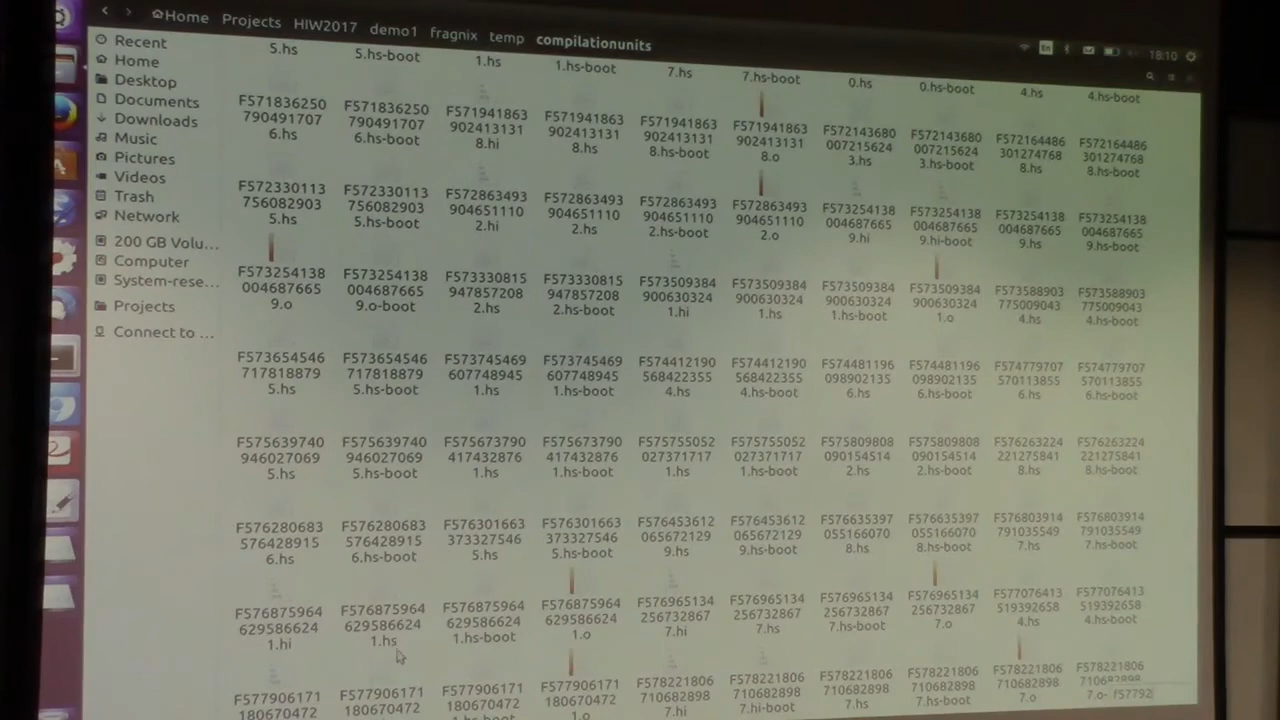 Home Projects HIW2017 demo1 fragnix temp compilationunits
En 18:10
Recent
Home
Desktop
Documents
Downloads
Music
Pictures
Videos
Trash
Network
200 GB Volu...
Computer
System-rese...
Projects
Connect to ...
5.hs 5.hs-boot 1.hs 1.hs-boot 7.hs 7.hs-boot 0.hs 0.hs-boot 4.hs 4.hs-boot
F571836250 F571836250 F571941863 F571941863 F571941863 F571941863 F572143680 F572143680 F572164486 F572164486
790491707 790491707 902413131 902413131 902413131 902413131 007215624 007215624 301274768 301274768
6.hs 6.hs-boot 8.hi 8.hs 8.hs-boot 8.o 3.hs 3.hs-boot 8.hs 8.hs-boot
F572330113 F572330113 F572863493 F572863493 F572863493 F572863493 F573254138 F573254138 F573254138 F573254138
756082903 756082903 904651110 904651110 904651110 904651110 004687665 004687665 004687665 004687665
5.hs 5.hs-boot 2.hi 2.hs 2.hs-boot 2.o 9.hi 9.hi-boot 9.hs 9.hs-boot
F573254138 F573254138 F573330815 F573330815 F573509384 F573509384 F573509384 F573509384 F573588903 F573588903
004687665 004687665 947857208 947857208 900630324 900630324 900630324 900630324 775009043 775009043
9.o 9.o-boot 2.hs 2.hs-boot 1.hi 1.hs 1.hs-boot 1.o 4.hs 4.hs-boot
F573654546 F573654546 F573745469 F573745469 F574412190 F574412190 F574481196 F574481196 F574779707 F574779707
717818879 717818879 607748945 607748945 568422355 568422355 098902135 098902135 570113855 570113855
5.hs 5.hs-boot 1.hs 1.hs-boot 4.hs 4.hs-boot 6.hs 6.hs-boot 6.hs 6.hs-boot
F575639740 F575639740 F575673790 F575673790 F575755052 F575755052 F575809808 F575809808 F576263224 F576263224
946027069 946027069 417432876 417432876 027371717 027371717 090154514 090154514 221275841 221275841
5.hs 5.hs-boot 1.hs 1.hs-boot 1.hs 1.hs-boot 2.hs 2.hs-boot 8.hs 8.hs-boot
F576280683 F576280683 F576301663 F576301663 F576453612 F576453612 F576635397 F576635397 F576803914 F576803914
576428915 576428915 373327546 373327546 065672129 065672129 055166070 055166070 791035549 791035549
6.hs 6.hs-boot 5.hs 5.hs-boot 9.hs 9.hs-boot 8.hs 8.hs-boot 7.hs 7.hs-boot
F576875964 F576875964 F576875964 F576875964 F576965134 F576965134 F576965134 F576965134 F577076413 F577076413
629586624 629586624 629586624 629586624 256732867 256732867 256732867 256732867 519392658 519392658
1.hi 1.hs 1.hs-boot 1.o 7.hi 7.hs 7.hs-boot 7.o 4.hs 4.hs-boot
F577906171 F577906171 F577906171 F577906171 F578221806 F578221806 F578221806 F578221806 F578221806 F578221806
180670472 180670472 180670472 180670472 710682898 710682898 710682898 710682898 710682898
1.o 7.hi 7.hi-boot 7.hs 7.hs-boot 7.o 7.o- f57792